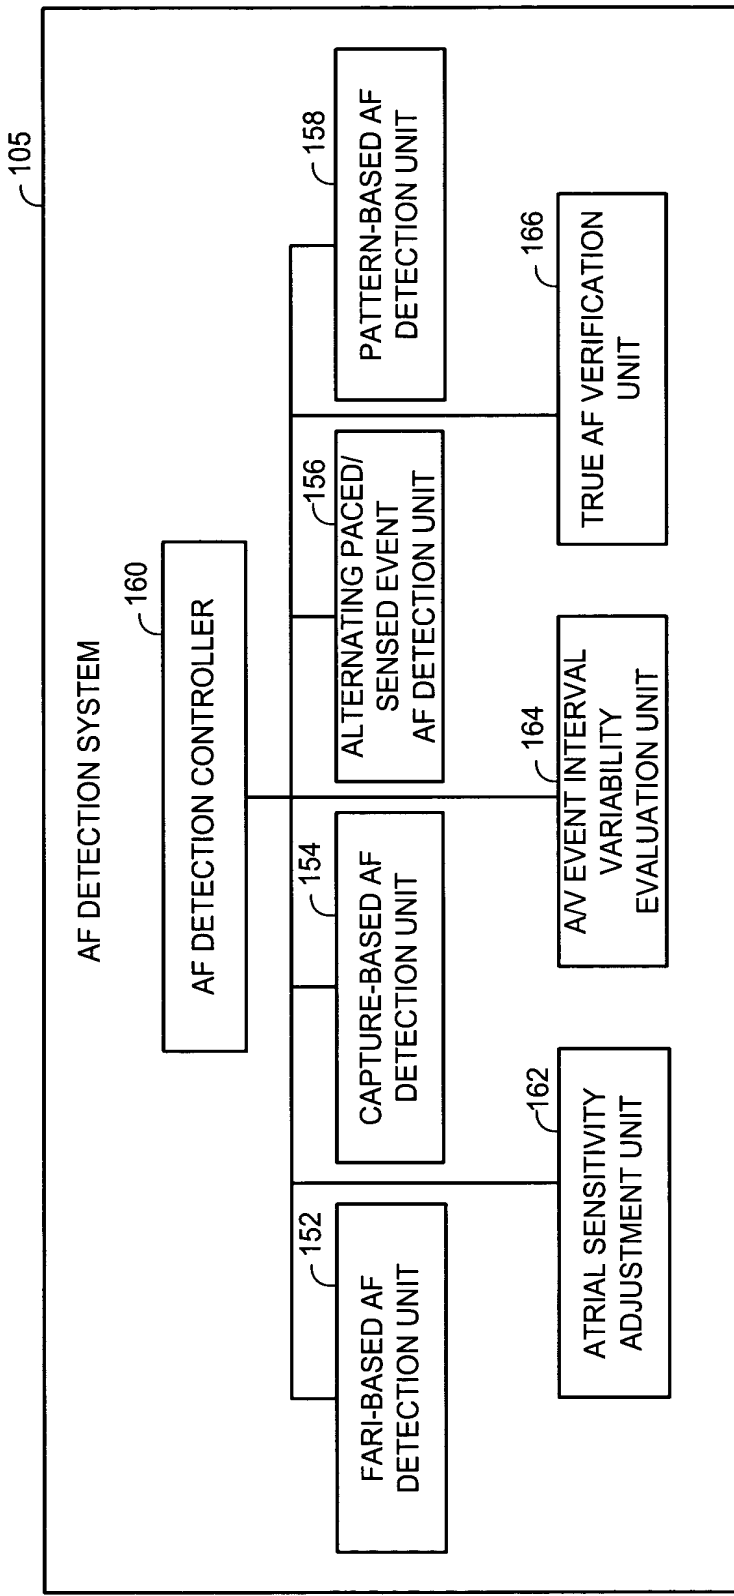 105
AF DETECTION SYSTEM
160
AF DETECTION CONTROLLER
152
FARI-BASED AF
DETECTION UNIT
154
CAPTURE-BASED AF
DETECTION UNIT
156
ALTERNATING PACED/
SENSED EVENT
AF DETECTION UNIT
158
PATTERN-BASED AF
DETECTION UNIT
162
ATRIAL SENSITIVITY
ADJUSTMENT UNIT
164
A/V EVENT INTERVAL
VARIABILITY
EVALUATION UNIT
166
TRUE AF VERIFICATION
UNIT